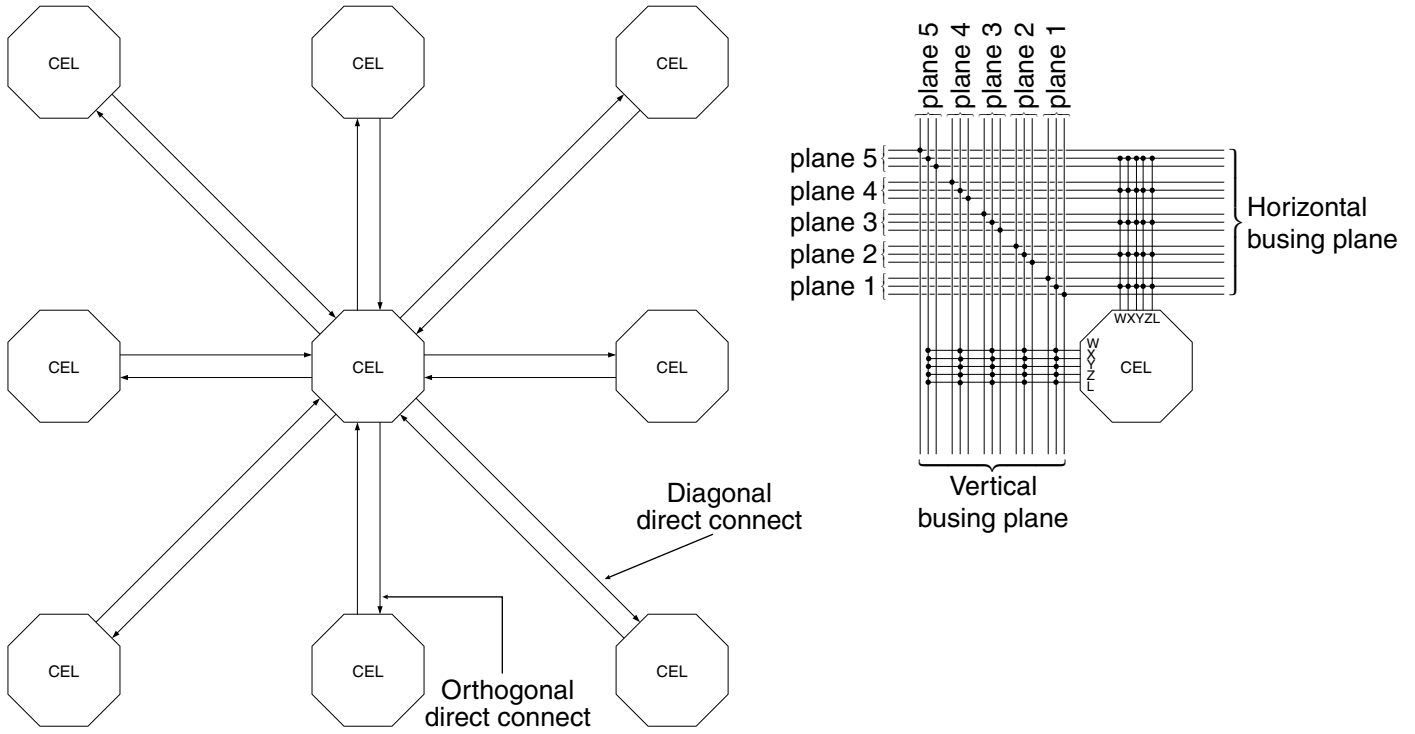 CEL
CEL
CEL
CEL
CEL
CEL
CEL
CEL
CEL
Diagonal
direct connect
Orthogonal
direct connect
plane 5
plane 4
plane 3
plane 2
plane 1
plane 5
plane 4
plane 3
plane 2
plane 1
Horizontal
busing plane
WXYZL
W
X
Y
Z
L
CEL
Vertical
busing plane